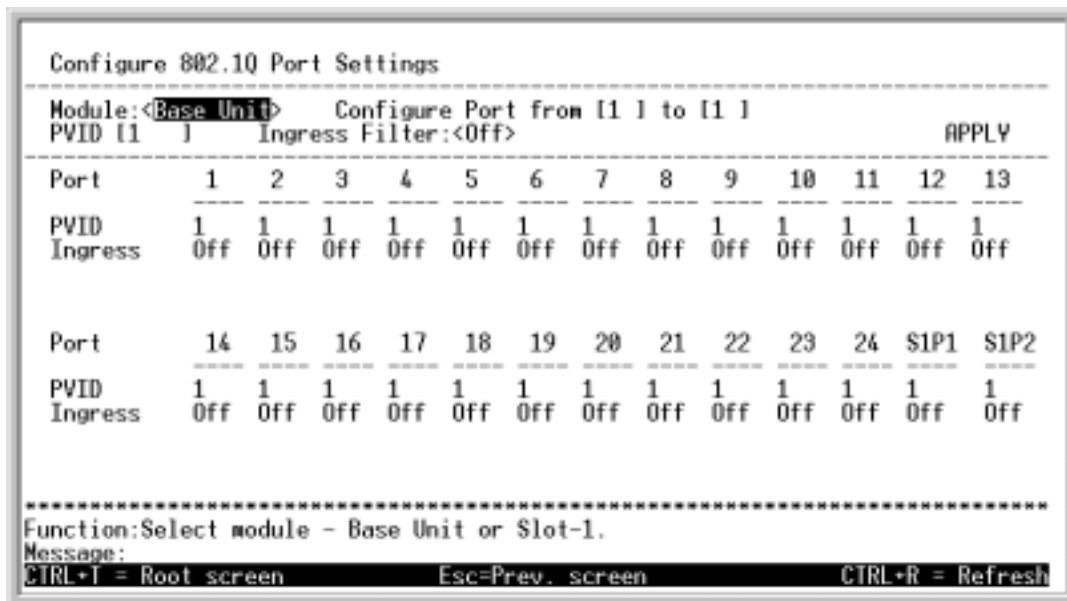 Configure 802.1Q Port Settings
Module:<Base Unit> Configure Port from [1 ] to [1 ]
PVID [1 ] Ingress Filter:<Off> APPLY
Port 1 2 3 4 5 6 7 8 9 10 11 12 13
PVID 1 1 1 1 1 1 1 1 1 1 1 1 1
Ingress Off Off Off Off Off Off Off Off Off Off Off Off Off
Port 14 15 16 17 18 19 20 21 22 23 24 S1P1 S1P2
PVID 1 1 1 1 1 1 1 1 1 1 1 1 1
Ingress Off Off Off Off Off Off Off Off Off Off Off Off Off
Function:Select module - Base Unit or Slot-1.
Message:
CTRL+T = Root screen Esc=Prev. screen CTRL+R = Refresh